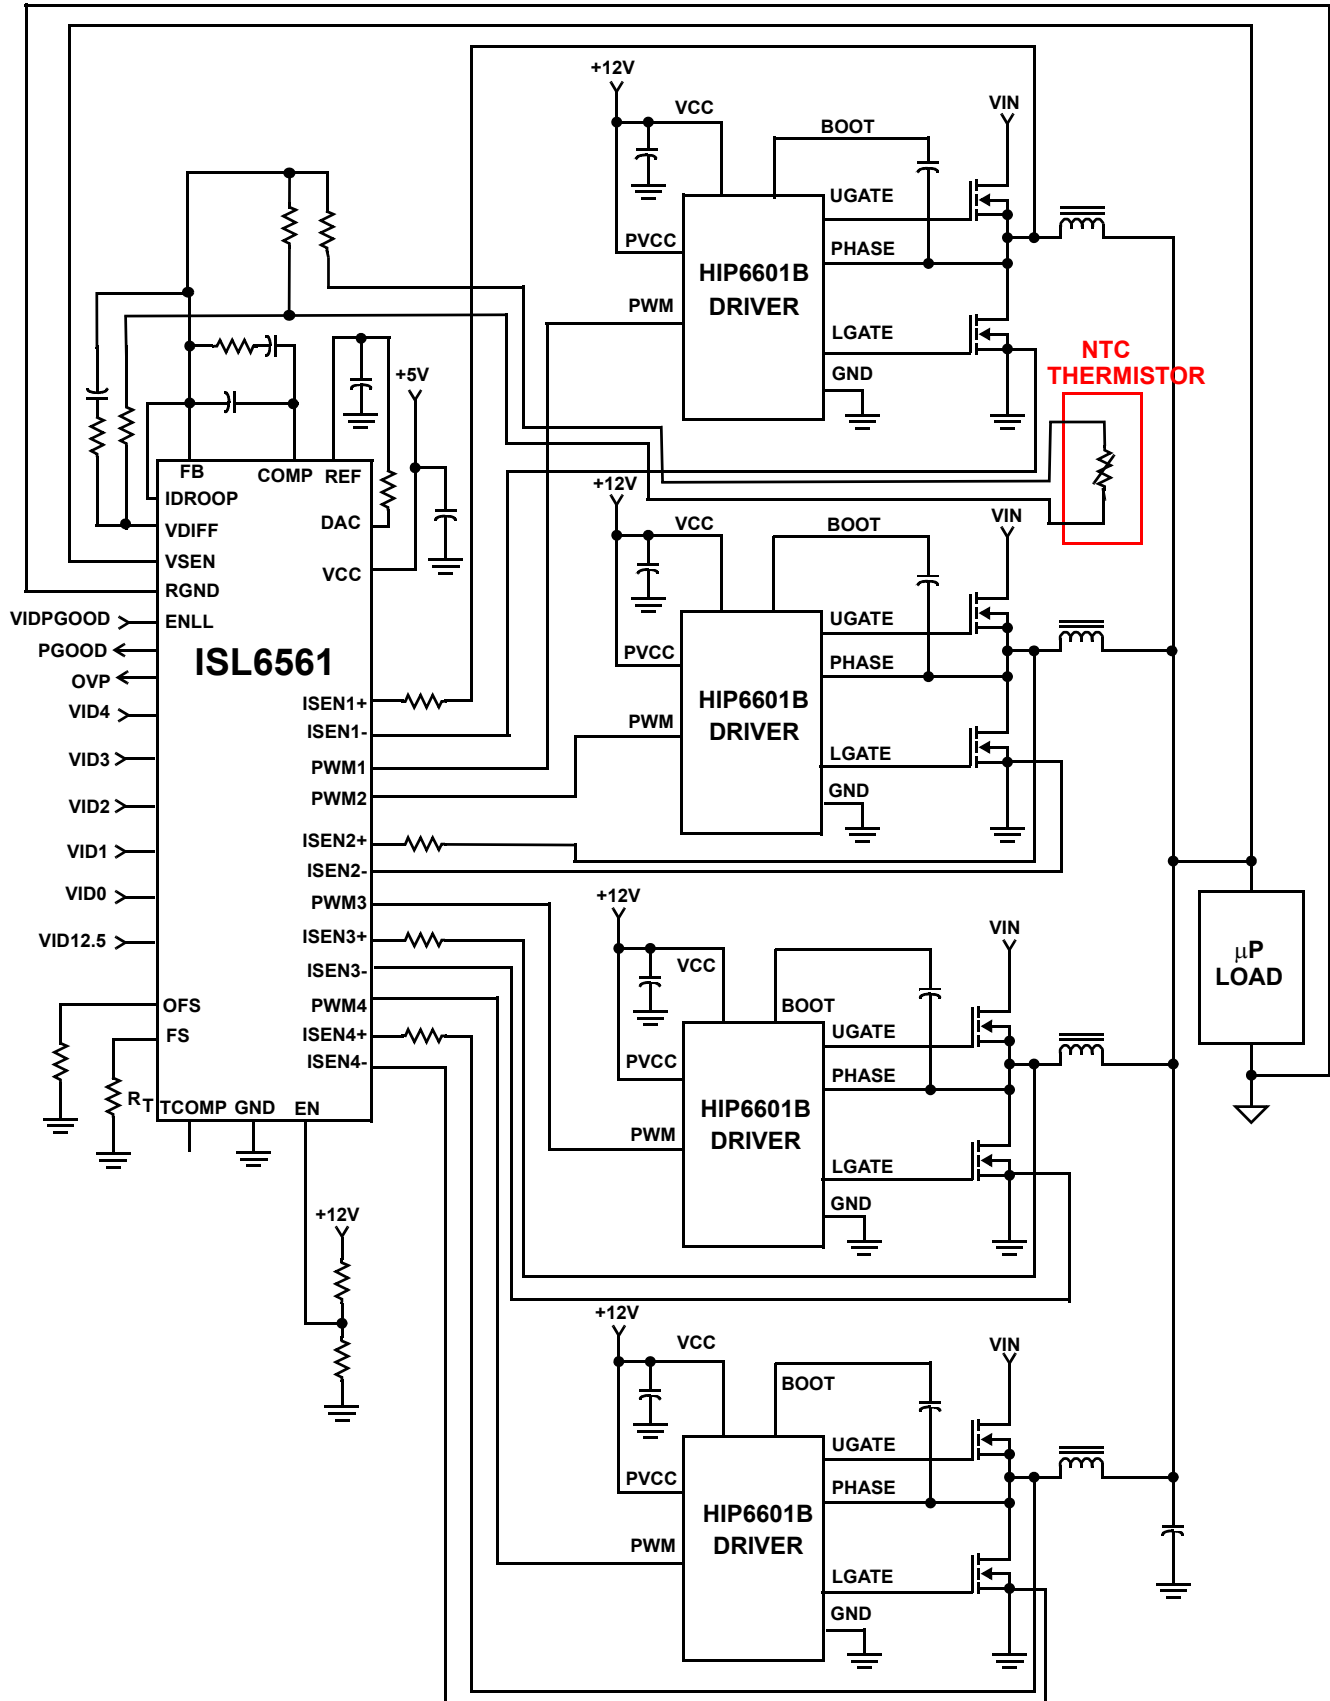 +12V
VCC
BOOT
VIN
UGATE
PVCC
PHASE
HIP6601B
DRIVER
PWM
LGATE
GND
NTC
THERMISTOR
+5V
FB
COMP
REF
IDROOP
DAC
VDIFF
VSEN
VCC
RGND
VIDPGOOD
ENLL
PGOOD
ISL6561
OVP
VID4
ISEN1+
ISEN1-
VID3
PWM1
VID2
PWM2
ISEN2+
VID1
ISEN2-
VID0
PWM3
ISEN3+
VID12.5
ISEN3-
OFS
PWM4
FS
ISEN4+
ISEN4-
RT
TCOMP
GND
EN
+12V
+12V
VCC
BOOT
VIN
UGATE
PVCC
PHASE
HIP6601B
DRIVER
PWM
LGATE
GND
+12V
VCC
BOOT
VIN
UGATE
PVCC
PHASE
HIP6601B
DRIVER
PWM
LGATE
GND
µP
LOAD
+12V
VCC
BOOT
VIN
UGATE
PVCC
PHASE
HIP6601B
DRIVER
PWM
LGATE
GND